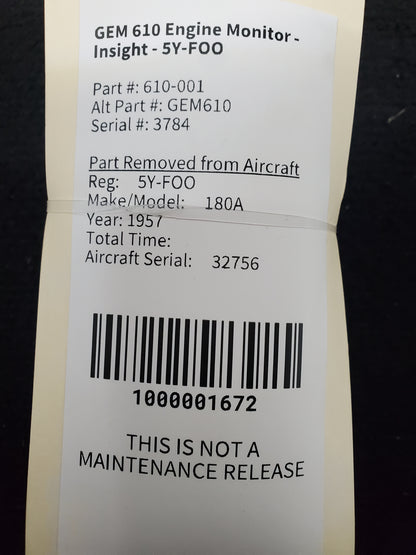 GEM 610 Engine Monitor -
Insight - 5Y-FOO
Part #: 610-001
Alt Part #: GEM610
Serial #: 3784
Part Removed from Aircraft
Reg: 5Y-FOO
Make/Model: 180A
Year: 1957
Total Time:
Aircraft Serial: 32756
1000001672
THIS IS NOT A
MAINTENANCE RELEASE